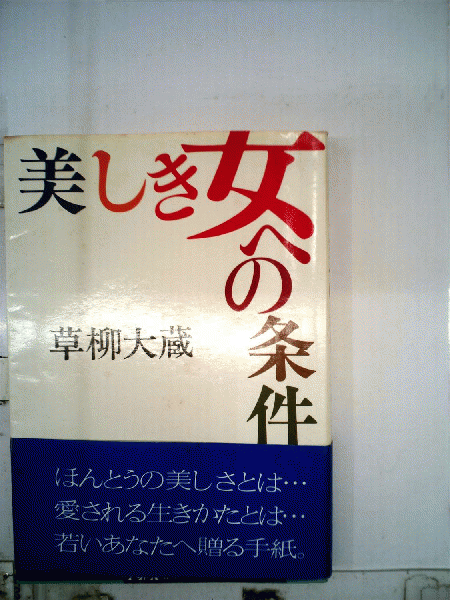 美しき女への条件
草柳大蔵
ほんとうの美しさとは…
愛される生きかたとは…
若いあなたへ贈る手紙。